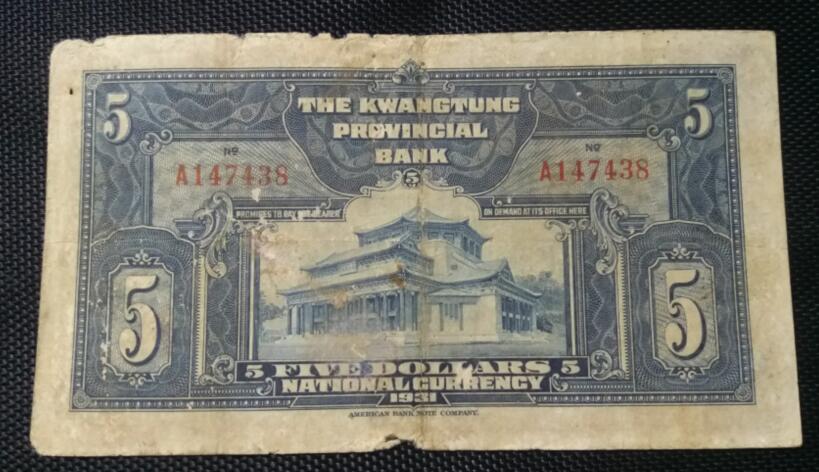 THE KWANGTUNG
PROVINCIAL
BANK
5
5
Nº
A147438
Nº
A147438
5
PROMISES TO PAY THE BEARER
ON DEMAND AT ITS OFFICE HERE
5
5
5 FIVE DOLLARS 5
NATIONAL CURRENCY
1931
AMERICAN BANK NOTE COMPANY.